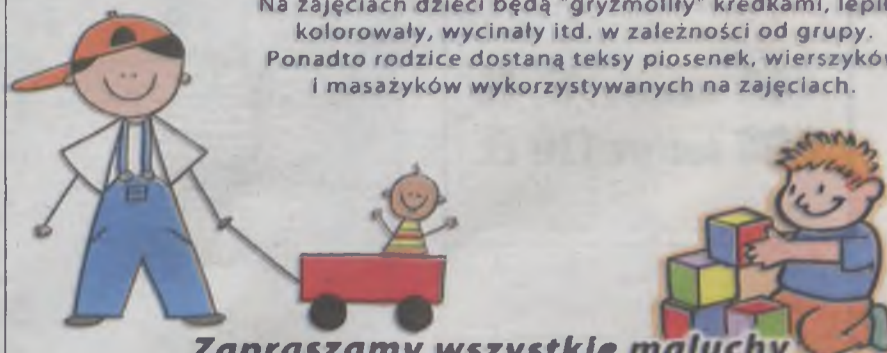 Na zajęciach dzieci będą "gryzmoliły" kredkami, lepiły
kolorowały, wycinały itd. w zależności od grupy.
Ponadto rodzice dostaną teksy piosenek, wierszyków
i masażyków wykorzystywanych na zajęciach.
Zapraszamy wszystkie maluchy